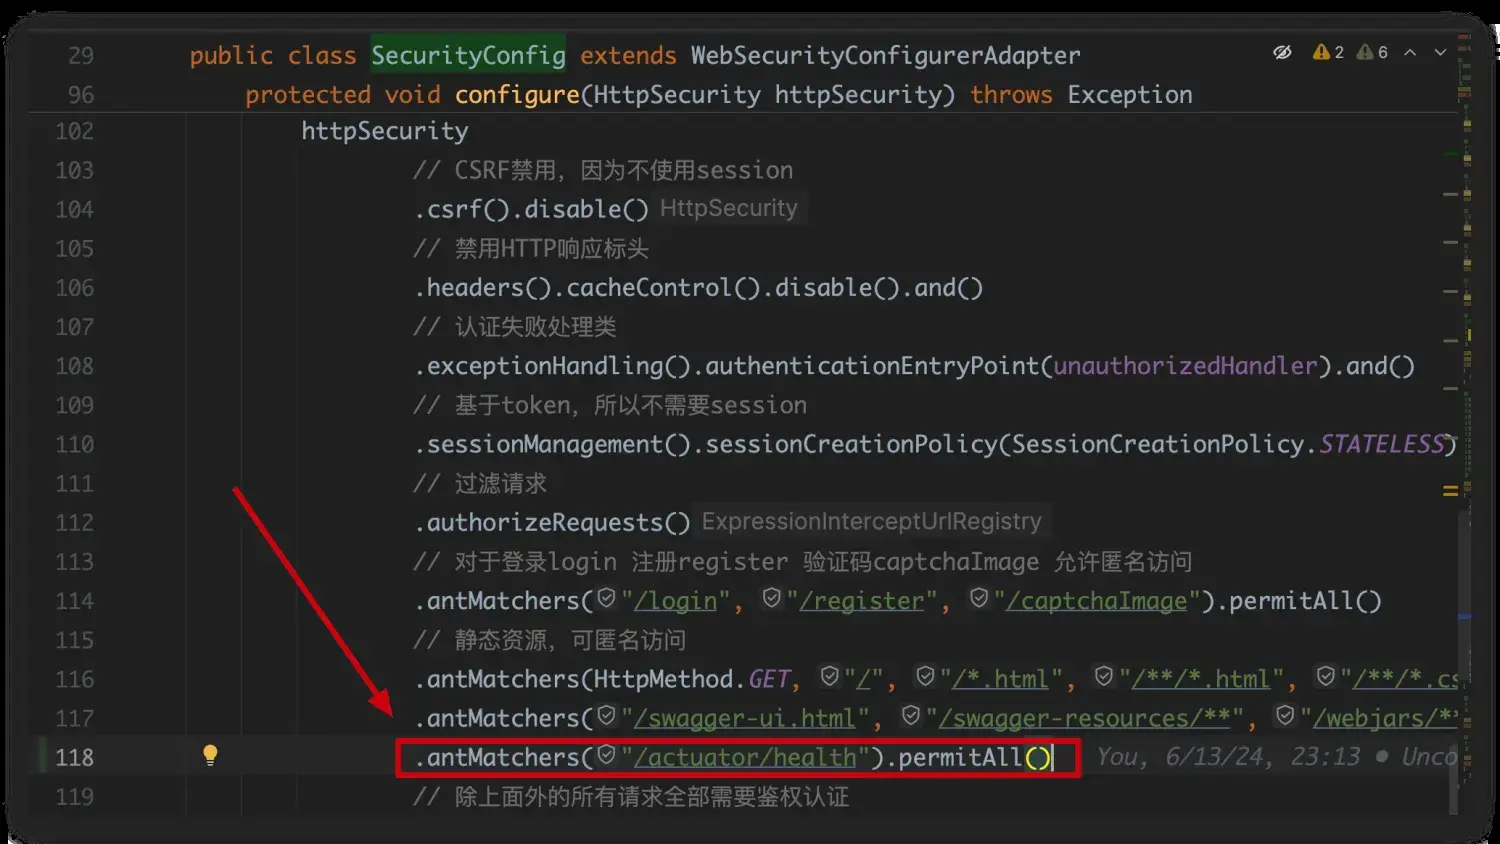 29 public class SecurityConfig extends WebSecurityConfigurerAdapter 2 6
96 protected void configure(HttpSecurity httpSecurity) throws Exception
102 httpSecurity
103 // CSRF禁用，因为不使用session
104 .csrf().disable() HttpSecurity
105 // 禁用HTTP响应标头
106 .headers().cacheControl().disable().and()
107 // 认证失败处理类
108 .exceptionHandling().authenticationEntryPoint(unauthorizedHandler).and()
109 // 基于token，所以不需要session
110 .sessionManagement().sessionCreationPolicy(SessionCreationPolicy.STATELESS)
111 // 过滤请求
112 .authorizeRequests() ExpressionInterceptUrlRegistry
113 // 对于登录login 注册register 验证码captchaImage 允许匿名访问
114 .antMatchers("/login", "/register", "/captchaImage").permitAll()
115 // 静态资源，可匿名访问
116 .antMatchers(HttpMethod.GET, "/", "/*.html", "/**/*.html", "/**/*.cs
117 .antMatchers("/swagger-ui.html", "/swagger-resources/**", "/webjars/*
118 .antMatchers("/actuator/health").permitAll() You, 6/13/24, 23:13 • Unco
119 // 除上面外的所有请求全部需要鉴权认证